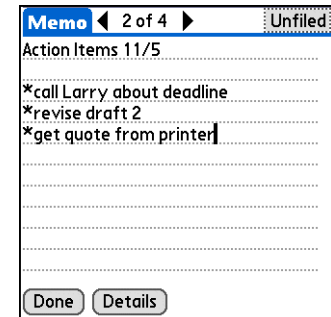 Memo 2 of 4 Unfiled
Action Items 11/5
*call Larry about deadline
*revise draft 2
*get quote from printer
Done Details